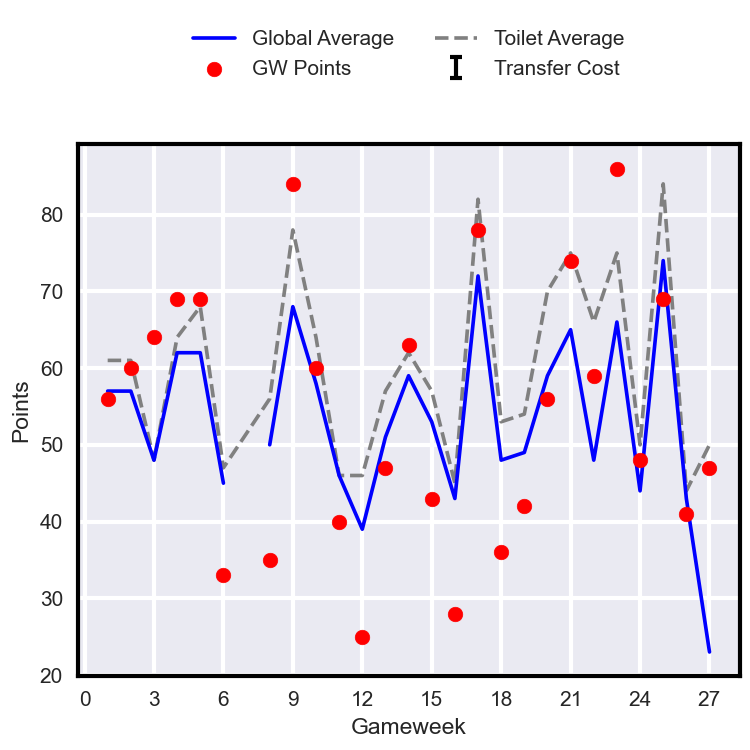 Global Average
Toilet Average
GW Points
Transfer Cost
80
70
60
50
40
30
20
Points
0 3 6 9 12 15 18 21 24 27
Gameweek